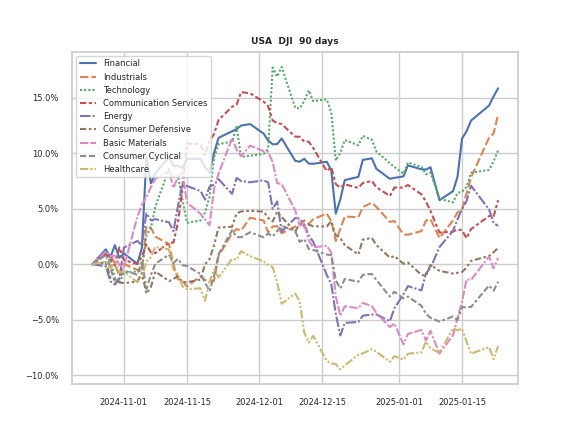 USA  DJI  90 days
Financial
Industrials
Technology
Communication Services
Energy
Consumer Defensive
Basic Materials
Consumer Cyclical
Healthcare
15.0%
10.0%
5.0%
0.0%
−5.0%
−10.0%
2024-11-01 2024-11-15 2024-12-01 2024-12-15 2025-01-01 2025-01-15